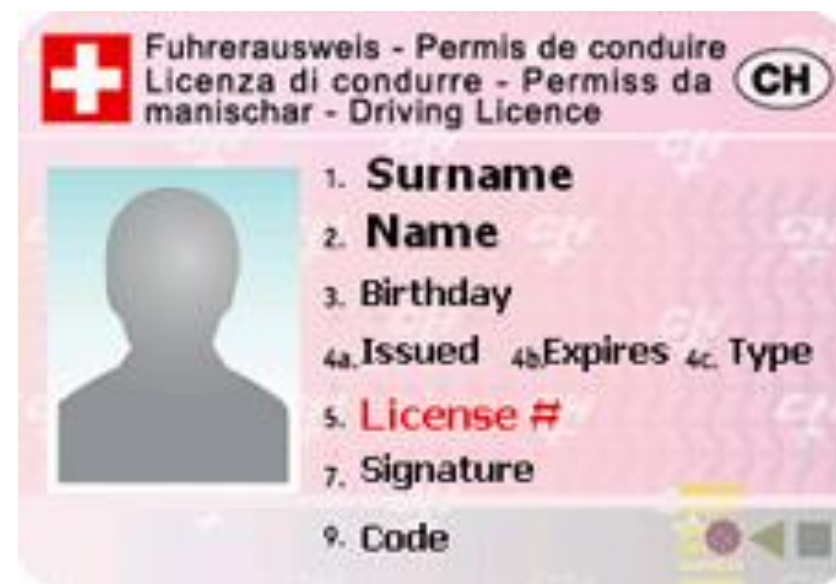 Fuhrerausweis - Permis de conduire
Licenza di condurre - Permiss da
manischar - Driving Licence
CH
1. Surname
2. Name
3. Birthday
4a. Issued 4b. Expires 4c. Type
5. License #
7. Signature
9. Code